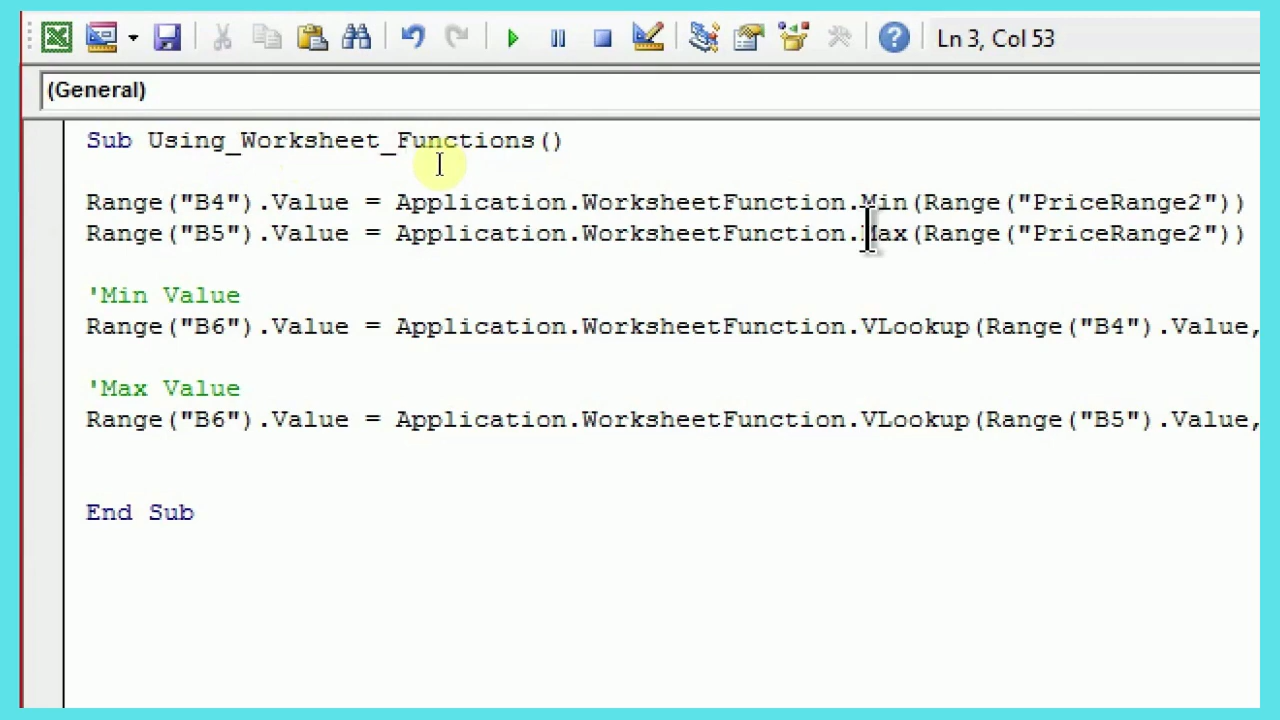 Ln 3, Col 53
(General)
Sub Using_Worksheet_Functions()
Range("B4").Value = Application.WorksheetFunction.Min(Range("PriceRange2"))
Range("B5").Value = Application.WorksheetFunction.Max(Range("PriceRange2"))
'Min Value
Range("B6").Value = Application.WorksheetFunction.VLookup(Range("B4").Value,
'Max Value
Range("B6").Value = Application.WorksheetFunction.VLookup(Range("B5").Value,
End Sub